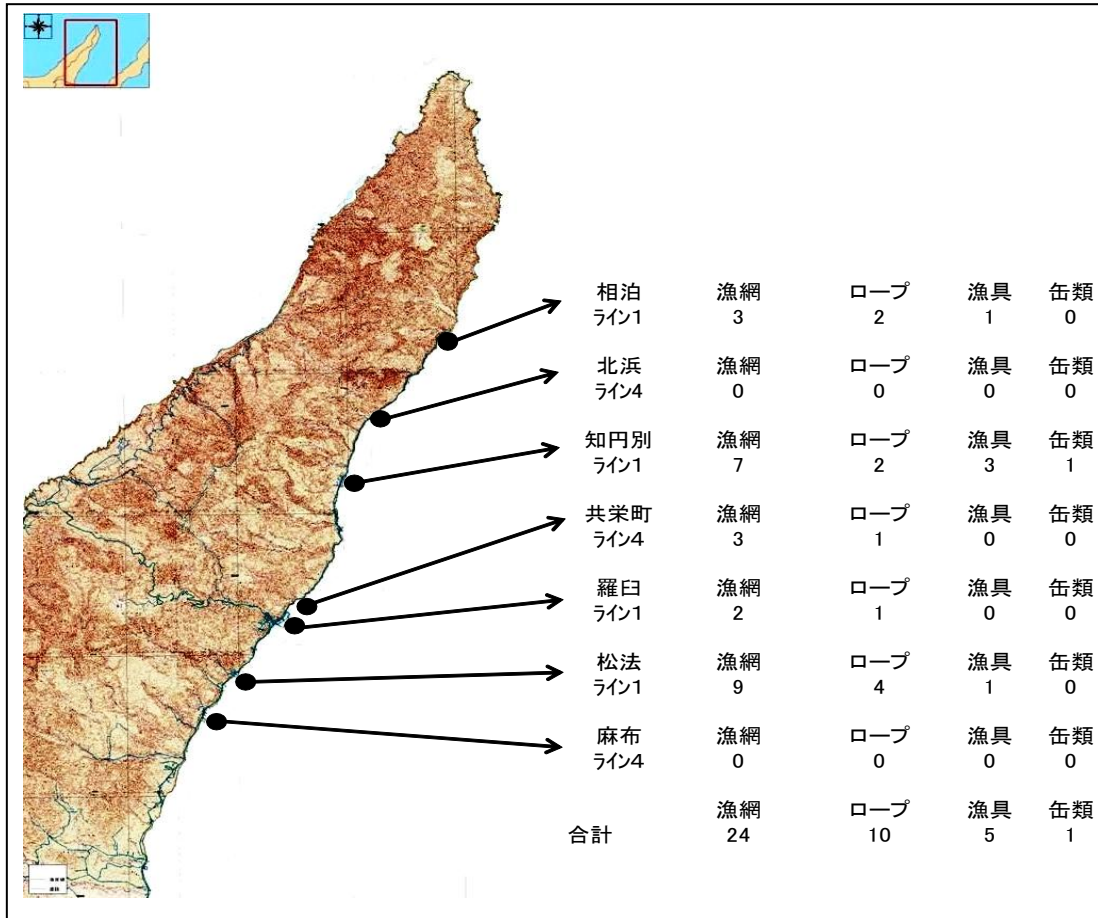 相泊 漁網 ロープ 漁具 缶類
ライン1 3 2 1 0
北浜 漁網 ロープ 漁具 缶類
ライン4 0 0 0 0
知円別 漁網 ロープ 漁具 缶類
ライン1 7 2 3 1
共栄町 漁網 ロープ 漁具 缶類
ライン4 3 1 0 0
羅臼 漁網 ロープ 漁具 缶類
ライン1 2 1 0 0
松法 漁網 ロープ 漁具 缶類
ライン1 9 4 1 0
麻布 漁網 ロープ 漁具 缶類
ライン4 0 0 0 0
漁網 ロープ 漁具 缶類
合計 24 10 5 1